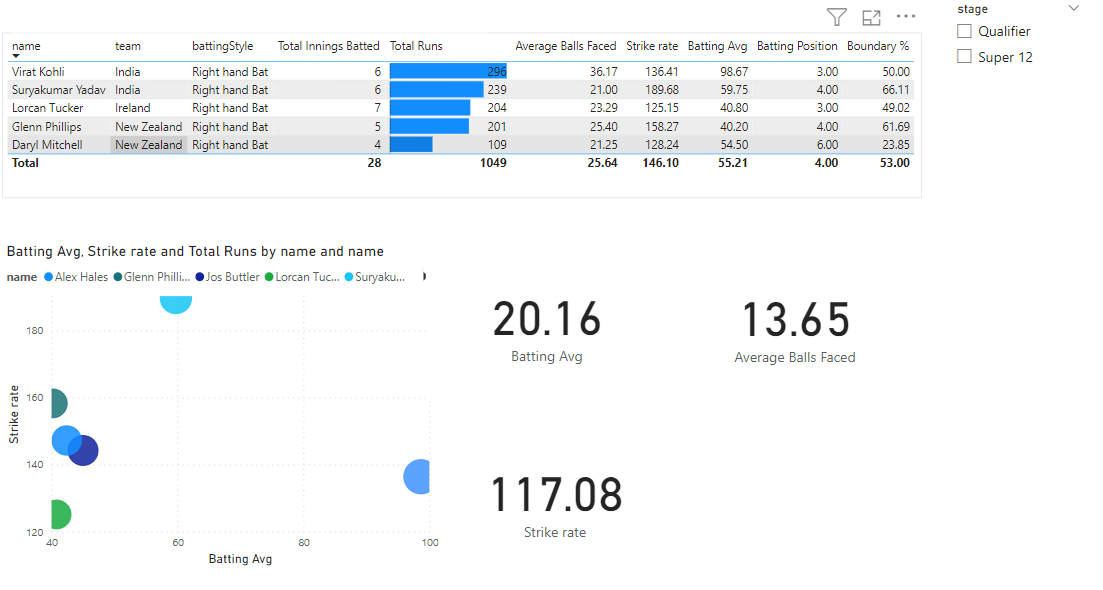 stage
Qualifier
Super 12
name team battingStyle Total Innings Batted Total Runs Average Balls Faced Strike rate Batting Avg Batting Position Boundary %
Virat Kohli India Right hand Bat 6 296 36.17 136.41 98.67 3.00 50.00
Suryakumar Yadav India Right hand Bat 6 239 21.00 189.68 59.75 4.00 66.11
Lorcan Tucker Ireland Right hand Bat 7 204 23.29 125.15 40.80 3.00 49.02
Glenn Phillips New Zealand Right hand Bat 5 201 25.40 158.27 40.20 4.00 61.69
Daryl Mitchell New Zealand Right hand Bat 4 109 21.25 128.24 54.50 6.00 23.85
Total 28 1049 25.64 146.10 55.21 4.00 53.00
Batting Avg, Strike rate and Total Runs by name and name
name Alex Hales Glenn Philli... Jos Buttler Lorcan Tuc... Suryaku...
180
160
140
120
Strike rate
40 60 80 100
Batting Avg
20.16
Batting Avg
13.65
Average Balls Faced
117.08
Strike rate